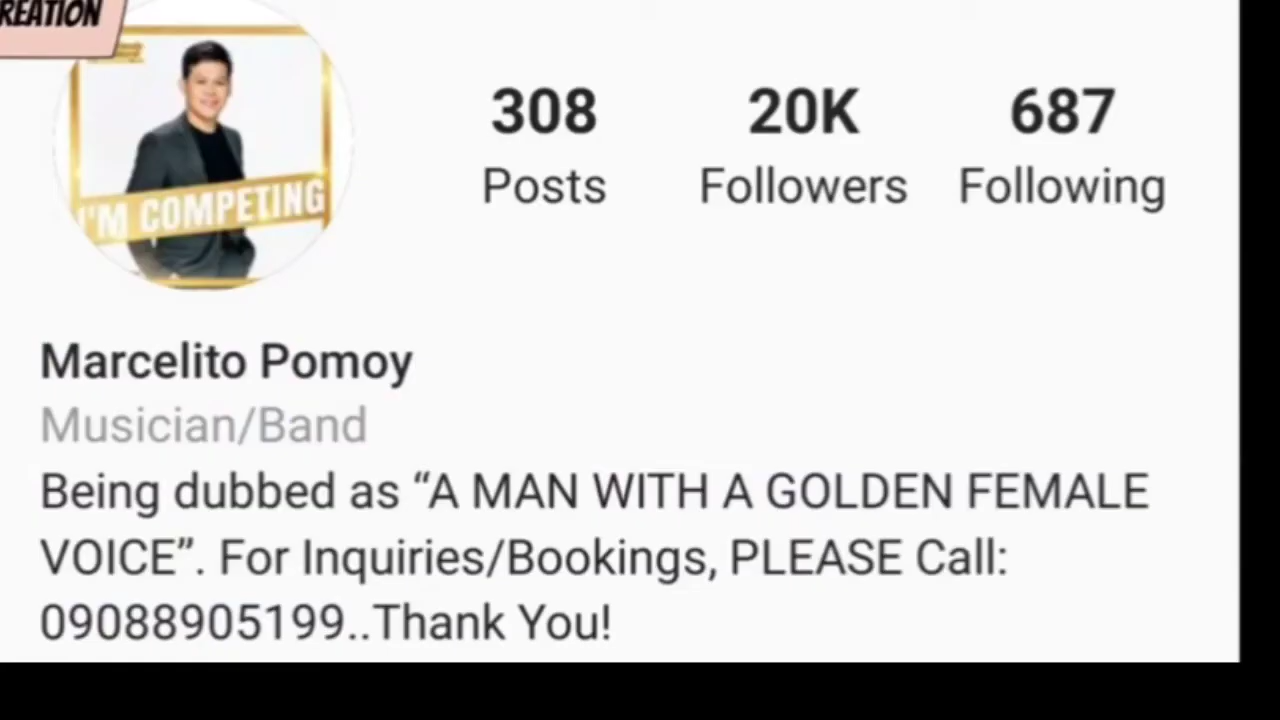 REATION
I'M COMPETING
308 20K 687
Posts Followers Following
Marcelito Pomoy
Musician/Band
Being dubbed as “A MAN WITH A GOLDEN FEMALE
VOICE”. For Inquiries/Bookings, PLEASE Call:
09088905199..Thank You!